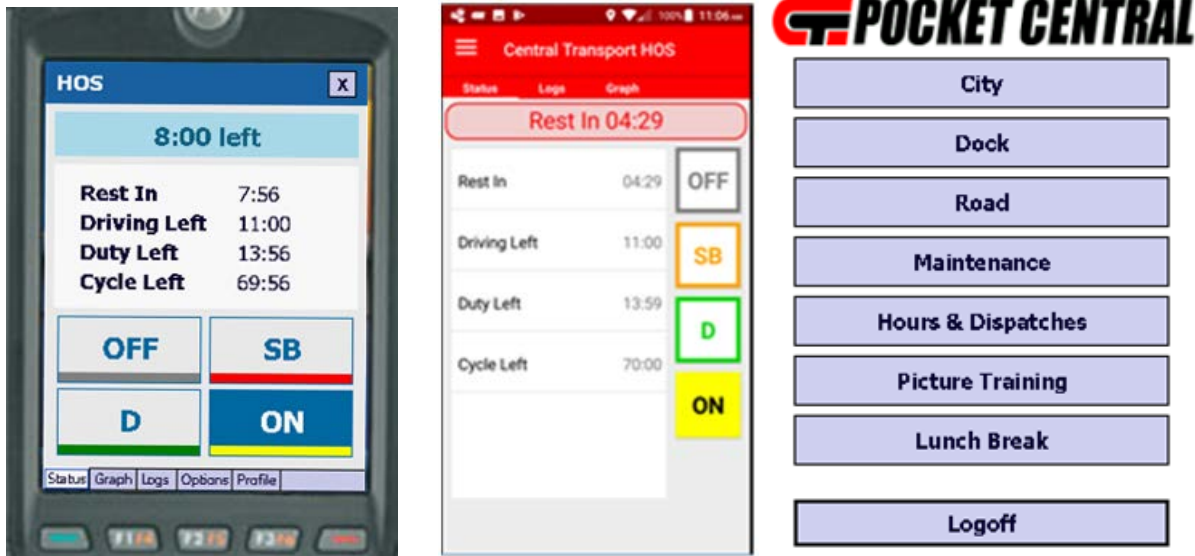 HOS
X
8:00 left
Rest In 7:56
Driving Left 11:00
Duty Left 13:56
Cycle Left 69:56
OFF SB
D ON
Status Graph Logs Options Profile
100% 11:06
Central Transport HOS
Status Logs Graph
Rest In 04:29
Rest In 04:29
Driving Left 11:00
Duty Left 13:59
Cycle Left 70:00
OFF
SB
D
ON
POCKET CENTRAL
City
Dock
Road
Maintenance
Hours & Dispatches
Picture Training
Lunch Break
Logoff